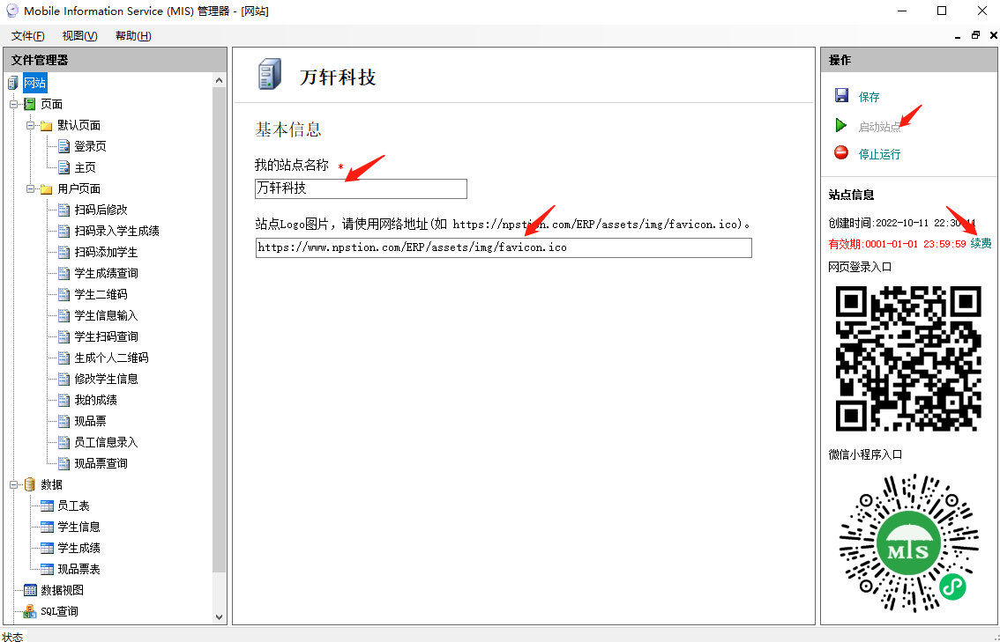 Mobile Information Service (MIS) 管理器 - [网站]
文件(F) 视图(V) 帮助(H)
文件管理器
网站
页面
默认页面
登录页
主页
用户页面
扫码后修改
扫码录入学生成绩
扫码添加学生
学生成绩查询
学生二维码
学生信息输入
学生扫码查询
生成个人二维码
修改学生信息
我的成绩
现品票
员工信息录入
现品票查询
数据
员工表
学生信息
学生成绩
现品票表
数据视图
SQL查询
万轩科技
基本信息
我的站点名称 *
万轩科技
站点Logo图片，请使用网络地址(如 https://npstion.com/ERP/assets/img/favicon.ico)。
https://www.npstion.com/ERP/assets/img/favicon.ico
操作
保存
启动站点
停止运行
站点信息
创建时间:2022-10-11 22:30:11
有效期:0001-01-01 23:59:59 续费
网页登录入口
微信小程序入口
MIS
状态